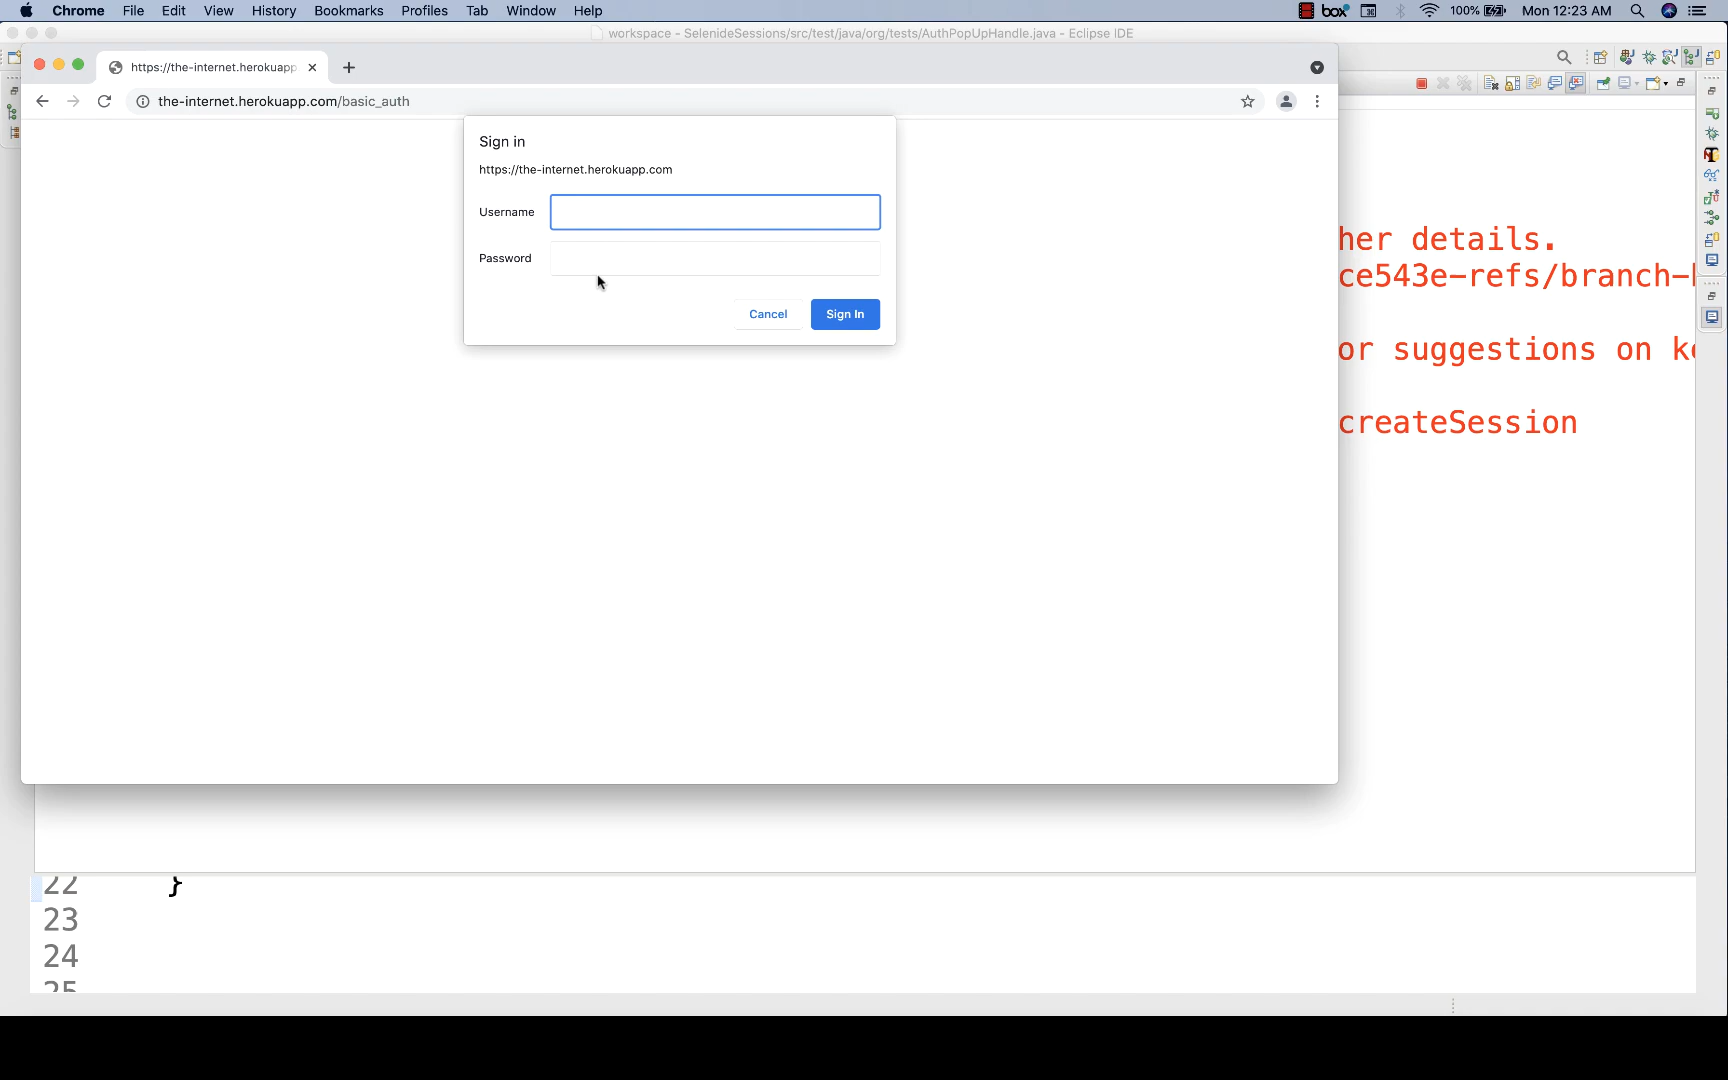 Chrome File Edit View History Bookmarks Profiles Tab Window Help box 100% Mon 12:23 AM
workspace - SelenideSessions/src/test/java/org/tests/AuthPopUpHandle.java - Eclipse IDE
https://the-internet.herokuapp
the-internet.herokuapp.com/basic_auth
Sign in
https://the-internet.herokuapp.com
Username
Password
Cancel Sign In
her details.
ce543e-refs/branch-
or suggestions on k
createSession
22 }
23
24
25